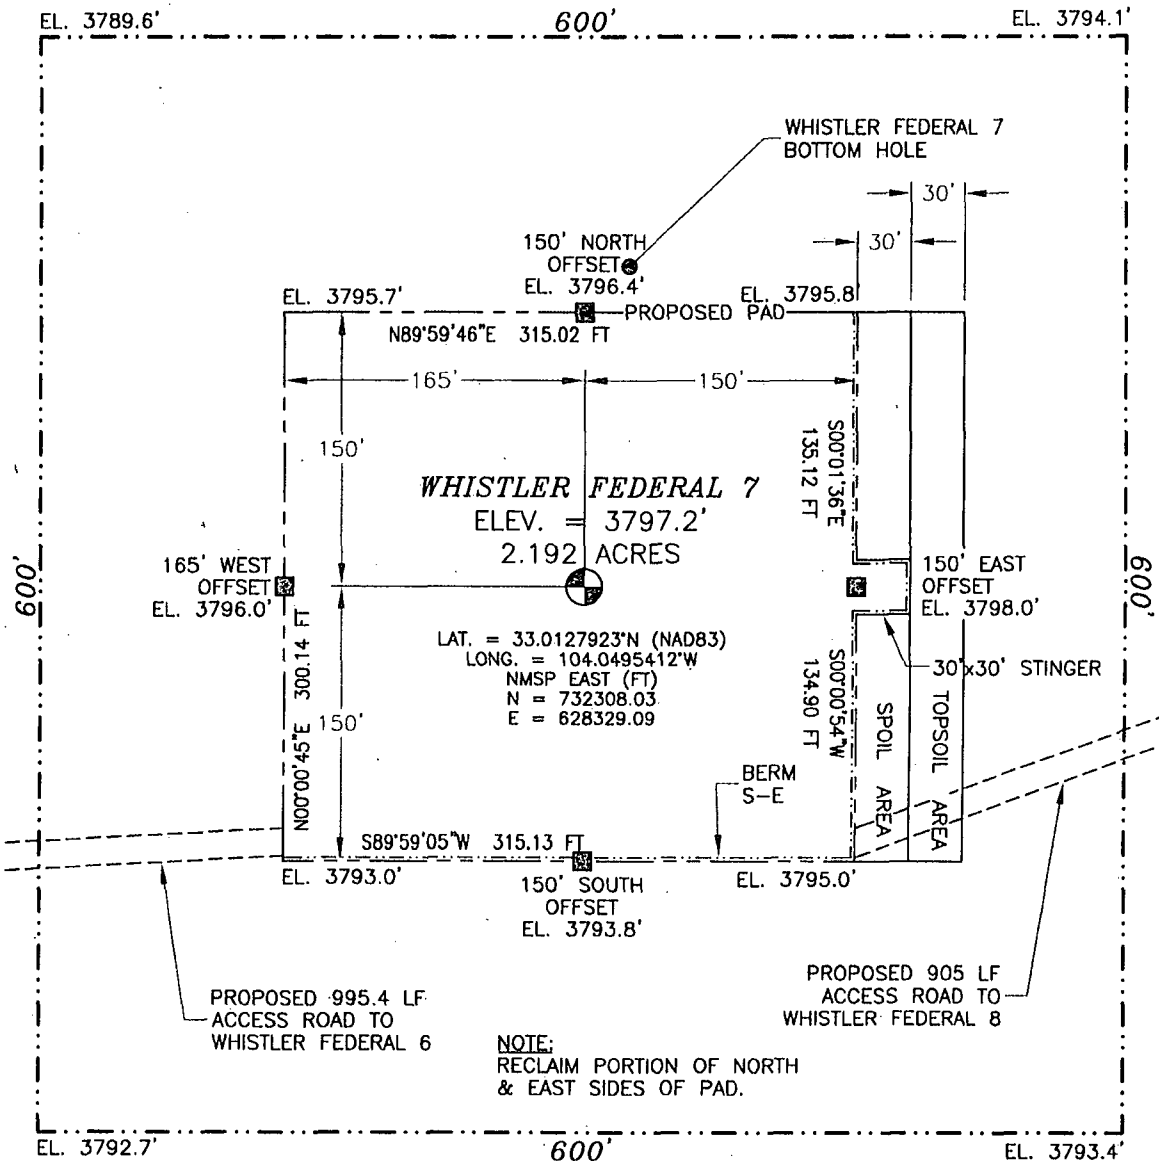 EL. 3789.6'
600'
EL. 3794.1'
WHISTLER FEDERAL 7
BOTTOM HOLE
30'
30'
150' NORTH
OFFSET
EL. 3796.4'
EL. 3795.7'
EL. 3795.8
PROPOSED PAD
N89°59'46"E 315.02 FT
165'
150'
150'
S00°01'36"E
135.12 FT
WHISTLER FEDERAL 7
ELEV. = 3797.2'
2.192 ACRES
600'
165' WEST
OFFSET
EL. 3796.0'
150' EAST
OFFSET
EL. 3798.0'
600'
LAT. = 33.0127923°N (NAD83)
LONG. = 104.0495412°W
NMSP EAST (FT)
N = 732308.03
E = 628329.09
30'x30' STINGER
N00°00'45"E 300.14 FT
150'
S00°00'54"W
134.90 FT
SPOIL AREA
TOPSOIL AREA
BERM
S-E
S89°59'05"W 315.13 FT
EL. 3793.0'
150' SOUTH
OFFSET
EL. 3793.8'
EL. 3795.0'
PROPOSED 995.4 LF
ACCESS ROAD TO
WHISTLER FEDERAL 6
PROPOSED 905 LF
ACCESS ROAD TO
WHISTLER FEDERAL 8
NOTE:
RECLAIM PORTION OF NORTH
& EAST SIDES OF PAD.
EL. 3792.7'
600'
EL. 3793.4'